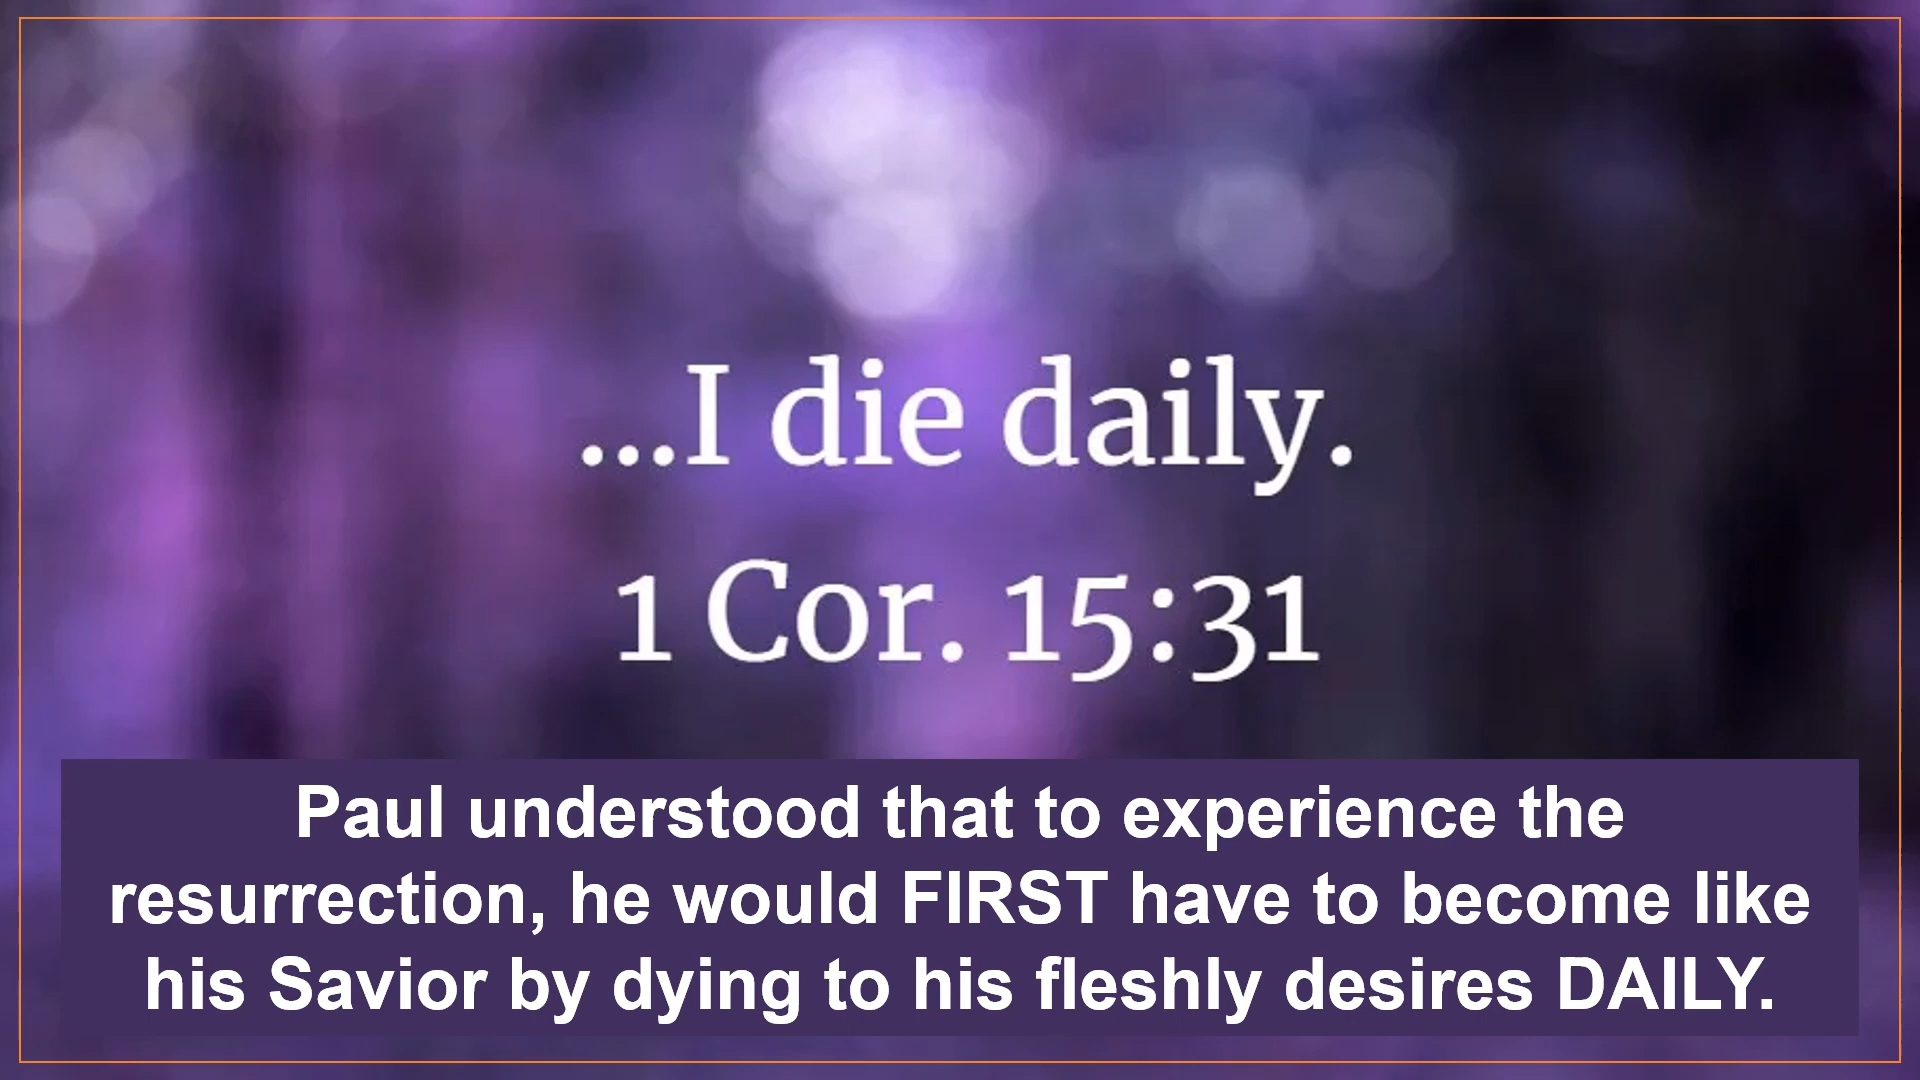 ...I die daily.
1 Cor. 15:31
Paul understood that to experience the
resurrection, he would FIRST have to become like
his Savior by dying to his fleshly desires DAILY.